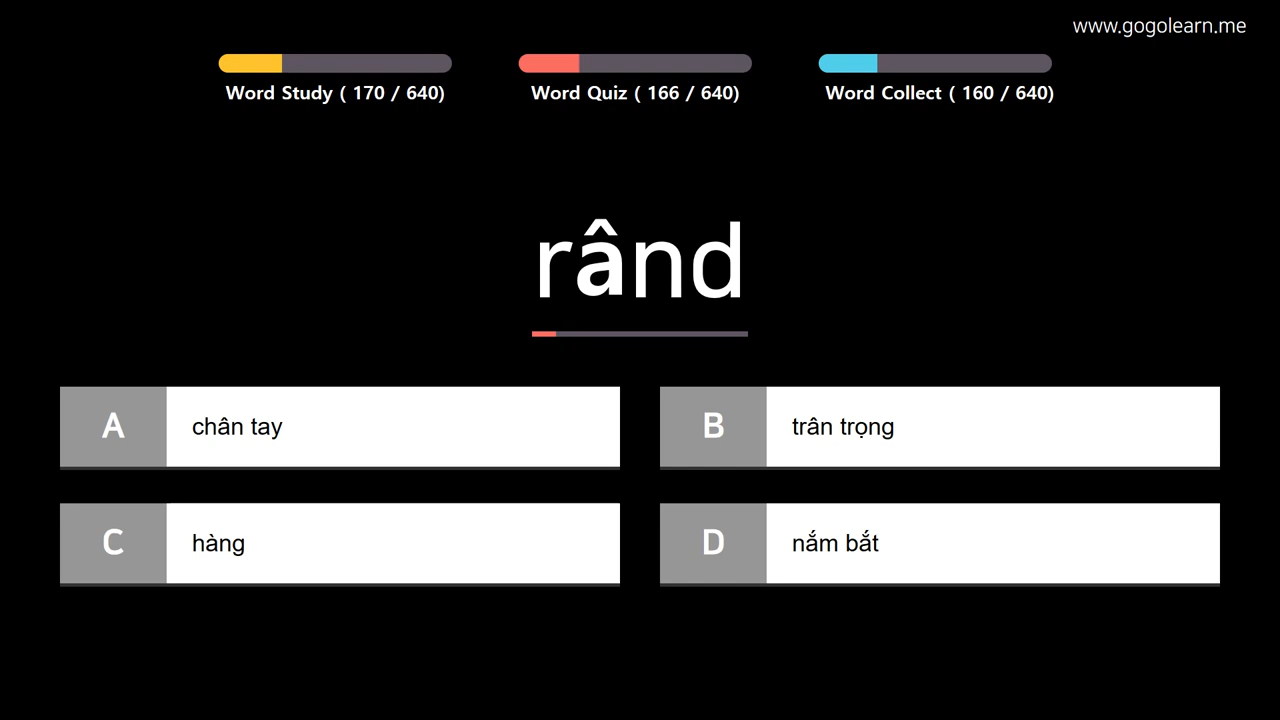 www.gogolearn.me
Word Study ( 170 / 640)
Word Quiz ( 166 / 640)
Word Collect ( 160 / 640)
rând
A chân tay
B trân trọng
C hàng
D nắm bắt